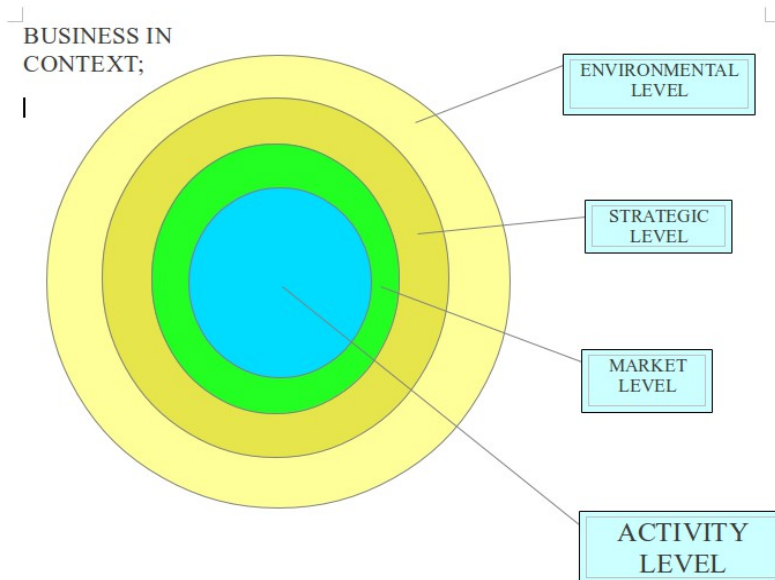 BUSINESS IN
CONTEXT;
ENVIRONMENTAL
LEVEL
STRATEGIC
LEVEL
MARKET
LEVEL
ACTIVITY
LEVEL